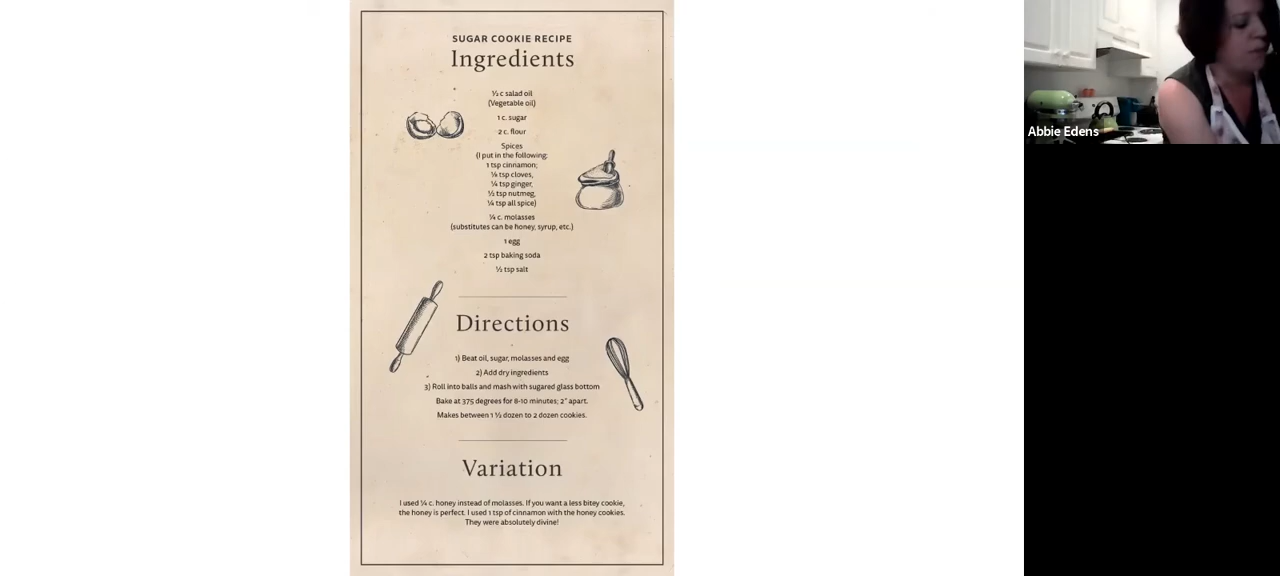 SUGAR COOKIE RECIPE
Ingredients
½ c salad oil
(Vegetable oil)
1 c. sugar
2 c. flour
Spices
(I put in the following:
1 tsp cinnamon;
⅛ tsp cloves,
¼ tsp ginger,
½ tsp nutmeg,
¼ tsp all spice)
¼ c. molasses
(substitutes can be honey, syrup, etc.)
1 egg
2 tsp baking soda
½ tsp salt
Directions
1) Beat oil, sugar, molasses and egg
2) Add dry ingredients
3) Roll into balls and mash with sugared glass bottom
Bake at 375 degrees for 8-10 minutes; 2" apart.
Makes between 1 ½ dozen to 2 dozen cookies.
Variation
I used ¼ c. honey instead of molasses. If you want a less bitey cookie,
the honey is perfect. I used 1 tsp of cinnamon with the honey cookies.
They were absolutely divine!
Abbie Edens